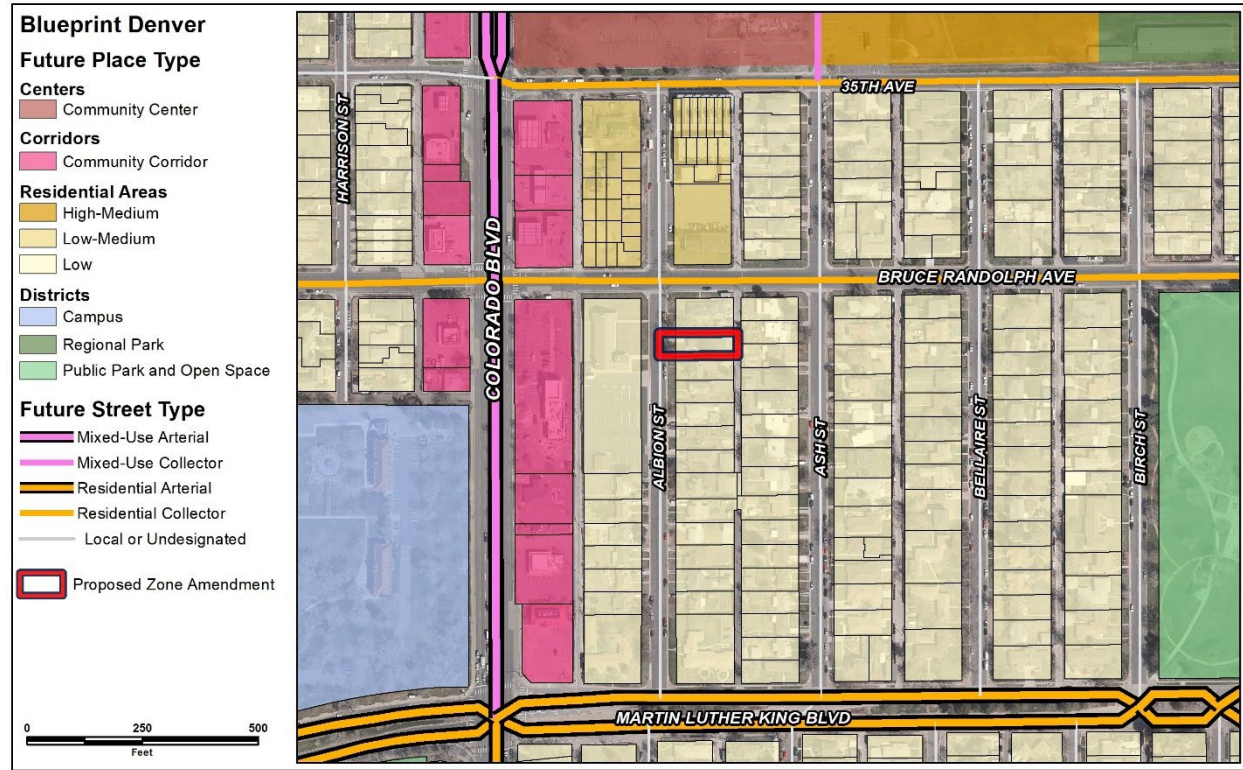 Blueprint Denver
Future Place Type
Centers
Community Center
Corridors
Community Corridor
Residential Areas
High-Medium
Low-Medium
Low
Districts
Campus
Regional Park
Public Park and Open Space
Future Street Type
Mixed-Use Arterial
Mixed-Use Collector
Residential Arterial
Residential Collector
Local or Undesignated
Proposed Zone Amendment
0 250 500
Feet
35TH AVE
HARRISON ST
BRUCE RANDOLPH AVE
COLORADO BLVD
ALBION ST
ASH ST
BELLAIRE ST
BIRCH ST
MARTIN LUTHER KING BLVD